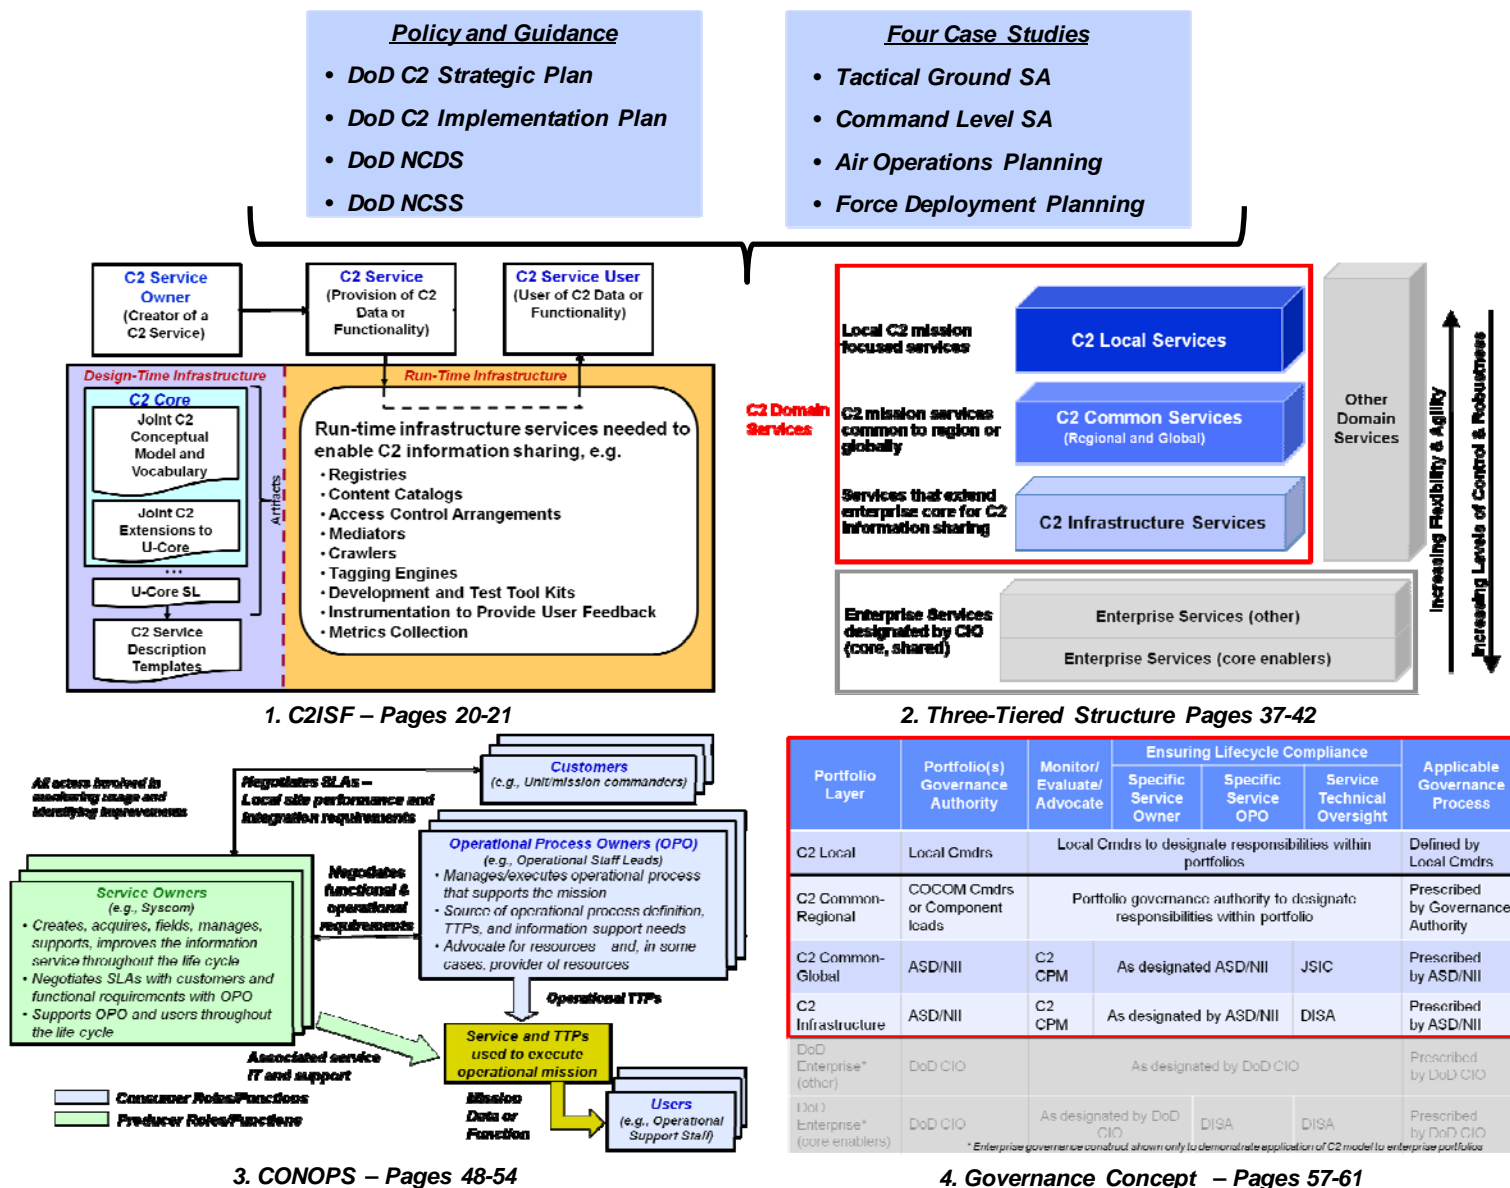 Policy and Guidance
• DoD C2 Strategic Plan
• DoD C2 Implementation Plan
• DoD NCDS
• DoD NCSS
Four Case Studies
• Tactical Ground SA
• Command Level SA
• Air Operations Planning
• Force Deployment Planning
C2 Service
Owner
(Creator of a
C2 Service)
C2 Service
(Provision of C2
Data or
Functionality)
C2 Service User
(User of C2 Data or
Functionality)
Design-Time Infrastructure
Run-Time Infrastructure
C2 Core
Joint C2
Conceptual
Model and
Vocabulary
Joint C2
Extensions to
U-Core
...
U-Core SL
C2 Service
Description
Templates
Artifacts
Run-time infrastructure services needed to
enable C2 information sharing, e.g.
• Registries
• Content Catalogs
• Access Control Arrangements
• Mediators
• Crawlers
• Tagging Engines
• Development and Test Tool Kits
• Instrumentation to Provide User Feedback
• Metrics Collection
1. C2ISF – Pages 20-21
C2 Domain
Services
Local C2 mission
focused services
C2 Local Services
C2 mission services
common to region or
globally
C2 Common Services
(Regional and Global)
Services that extend
enterprise core for C2
information sharing
C2 Infrastructure Services
Other
Domain
Services
Enterprise Services
designated by CIO
(core, shared)
Enterprise Services (other)
Enterprise Services (core enablers)
Increasing Flexibility & Agility
Increasing Levels of Control & Robustness
2. Three-Tiered Structure Pages 37-42
All actors involved in
monitoring usage and
identifying improvements
Negotiates SLAs –
Local site performance and
integration requirements
Customers
(e.g., Unit/mission commanders)
Operational Process Owners (OPO)
(e.g., Operational Staff Leads)
• Manages/executes operational process
that supports the mission
• Source of operational process definition,
TTPs, and information support needs
• Advocate for resources – and, in some
cases, provider of resources
Negotiates
functional &
operational
requirements
Service Owners
(e.g., Syscom)
• Creates, acquires, fields, manages,
supports, improves the information
service throughout the life cycle
• Negotiates SLAs with customers and
functional requirements with OPO
• Supports OPO and users throughout
the life cycle
Operational TTPs
Service and TTPs
used to execute
operational mission
Associated service
IT and support
Mission
Data or
Function
Users
(e.g., Operational
Support Staff)
Consumer Roles/Functions
Producer Roles/Functions
3. CONOPS – Pages 48-54
Portfolio
Layer
Portfolio(s)
Governance
Authority
Monitor/
Evaluate/
Advocate
Ensuring Lifecycle Compliance
Specific
Service
Owner
Specific
Service
OPO
Service
Technical
Oversight
Applicable
Governance
Process
C2 Local
Local Cmdrs
Local Cmdrs to designate responsibilities within
portfolios
Defined by
Local Cmdrs
C2 Common-
Regional
COCOM Cmdrs
or Component
leads
Portfolio governance authority to designate
responsibilities within portfolio
Prescribed
by Governance
Authority
C2 Common-
Global
ASD/NII
C2
CPM
As designated ASD/NII
JSIC
Prescribed
by ASD/NII
C2
Infrastructure
ASD/NII
C2
CPM
As designated by ASD/NII
DISA
Prescribed
by ASD/NII
DoD
Enterprise*
(other)
DoD CIO
As designated by DoD CIO
Prescribed
by DoD CIO
DoD
Enterprise*
(core enablers)
DoD CIO
As designated by DoD
CIO
DISA
DISA
Prescribed
by DoD CIO
* Enterprise governance construct shown only to demonstrate application of C2 model to enterprise portfolios
4. Governance Concept – Pages 57-61